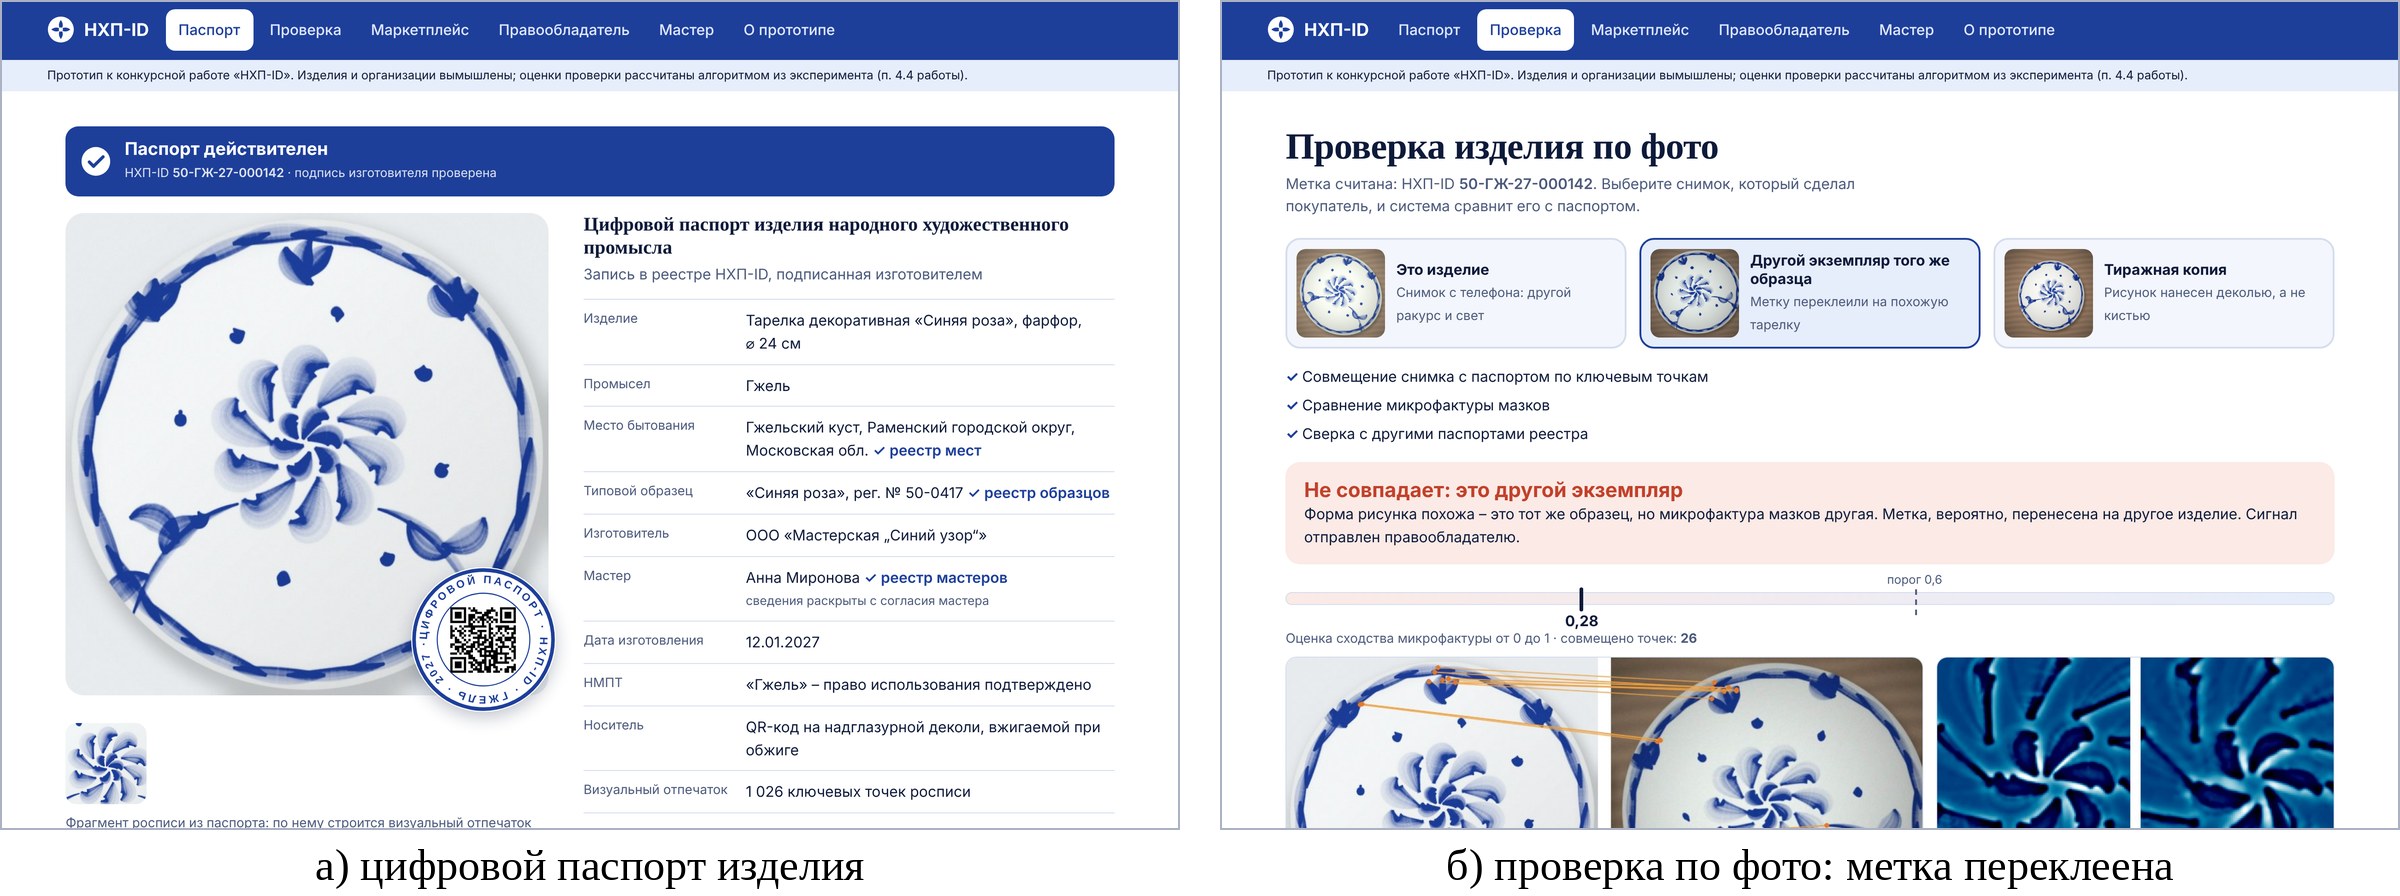 НХП-ID Паспорт Проверка Маркетплейс Правообладатель Мастер О прототипе
Прототип к конкурсной работе «НХП-ID». Изделия и организации вымышлены; оценки проверки рассчитаны алгоритмом из эксперимента (п. 4.4 работы).
Паспорт действителен
НХП-ID 50-ГЖ-27-000142 · подпись изготовителя проверена
ЦИФРОВОЙ ПАСПОРТ · НХП-ID · ГЖЕЛЬ · 2027 ·
Фрагмент росписи из паспорта: по нему строится визуальный отпечаток
Цифровой паспорт изделия народного художественного
промысла
Запись в реестре НХП-ID, подписанная изготовителем
Изделие Тарелка декоративная «Синяя роза», фарфор,
⌀ 24 см
Промысел Гжель
Место бытования Гжельский куст, Раменский городской округ,
Московская обл. ✓ реестр мест
Типовой образец «Синяя роза», рег. № 50-0417 ✓ реестр образцов
Изготовитель ООО «Мастерская „Синий узор“»
Мастер Анна Миронова ✓ реестр мастеров
сведения раскрыты с согласия мастера
Дата изготовления 12.01.2027
НМПТ «Гжель» – право использования подтверждено
Носитель QR-код на надглазурной деколи, вжигаемой при
обжиге
Визуальный отпечаток 1 026 ключевых точек росписи
а) цифровой паспорт изделия
НХП-ID Паспорт Проверка Маркетплейс Правообладатель Мастер О прототипе
Прототип к конкурсной работе «НХП-ID». Изделия и организации вымышлены; оценки проверки рассчитаны алгоритмом из эксперимента (п. 4.4 работы).
Проверка изделия по фото
Метка считана: НХП-ID 50-ГЖ-27-000142. Выберите снимок, который сделал
покупатель, и система сравнит его с паспортом.
Это изделие
Снимок с телефона: другой
ракурс и свет
Другой экземпляр того же
образца
Метку переклеили на похожую
тарелку
Тиражная копия
Рисунок нанесен деколью, а не
кистью
✓ Совмещение снимка с паспортом по ключевым точкам
✓ Сравнение микрофактуры мазков
✓ Сверка с другими паспортами реестра
Не совпадает: это другой экземпляр
Форма рисунка похожа – это тот же образец, но микрофактура мазков другая. Метка, вероятно, перенесена на другое изделие. Сигнал
отправлен правообладателю.
порог 0,6
0,28
Оценка сходства микрофактуры от 0 до 1 · совмещено точек: 26
б) проверка по фото: метка переклеена